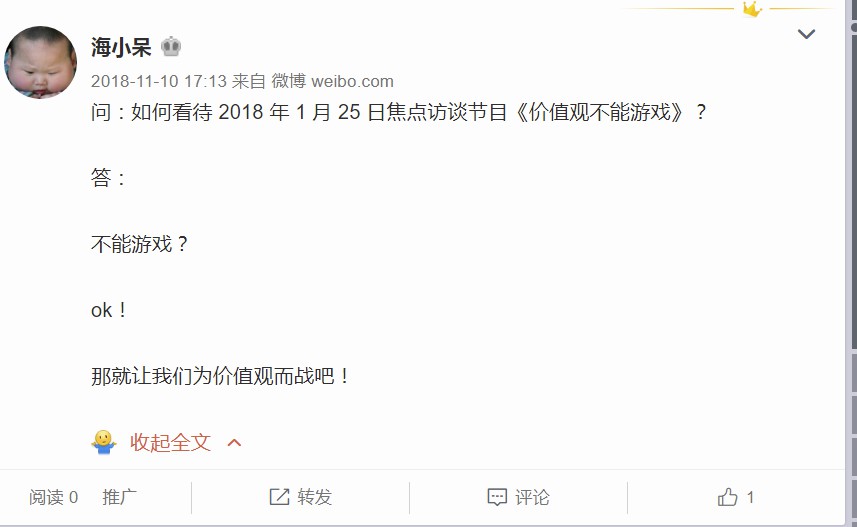 海小呆
2018-11-10 17:13 来自 微博 weibo.com
问：如何看待 2018 年 1 月 25 日焦点访谈节目《价值观不能游戏》？
答：
不能游戏？
ok！
那就让我们为价值观而战吧！
收起全文
阅读 0 推广 转发 评论 1